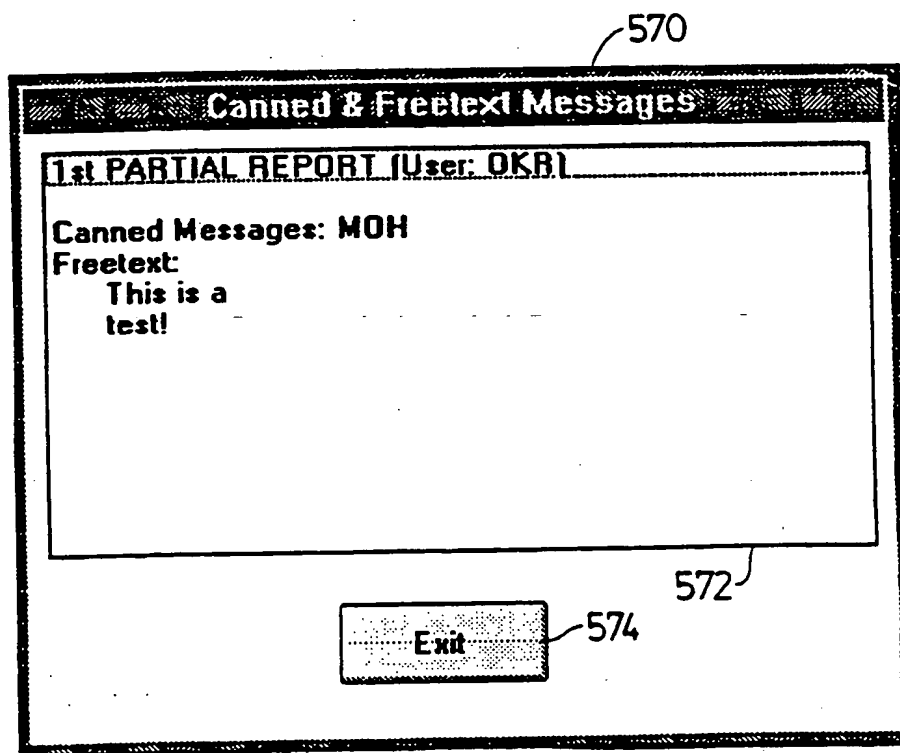 570
Canned & Freetext Messages
1st PARTIAL REPORT (User: OKR)
Canned Messages: MOH
Freetext:
This is a
test!
572
Exit
574